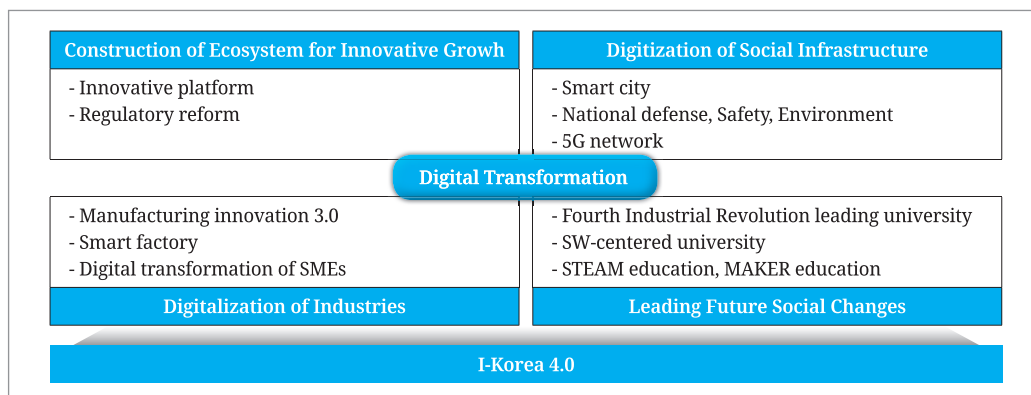 Construction of Ecosystem for Innovative Growh
- Innovative platform
- Regulatory reform
Digitization of Social Infrastructure
- Smart city
- National defense, Safety, Environment
- 5G network
Digital Transformation
- Manufacturing innovation 3.0
- Smart factory
- Digital transformation of SMEs
Digitalization of Industries
- Fourth Industrial Revolution leading university
- SW-centered university
- STEAM education, MAKER education
Leading Future Social Changes
I-Korea 4.0